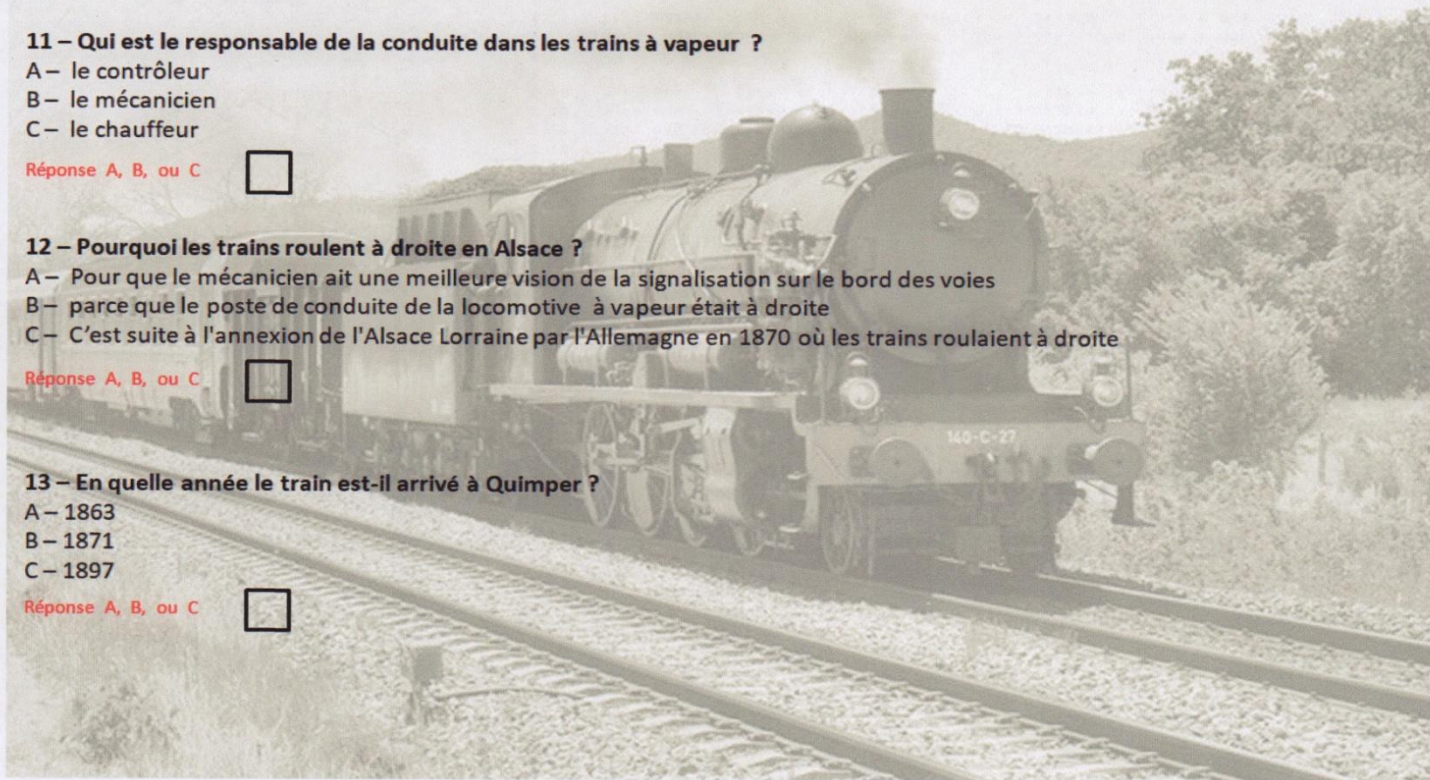 11 – Qui est le responsable de la conduite dans les trains à vapeur ?
A – le contrôleur
B – le mécanicien
C – le chauffeur
Réponse A, B, ou C
12 – Pourquoi les trains roulent à droite en Alsace ?
A – Pour que le mécanicien ait une meilleure vision de la signalisation sur le bord des voies
B – parce que le poste de conduite de la locomotive à vapeur était à droite
C – C’est suite à l'annexion de l'Alsace Lorraine par l'Allemagne en 1870 où les trains roulaient à droite
Réponse A, B, ou C
140-C-27
13 – En quelle année le train est-il arrivé à Quimper ?
A – 1863
B – 1871
C – 1897
Réponse A, B, ou C